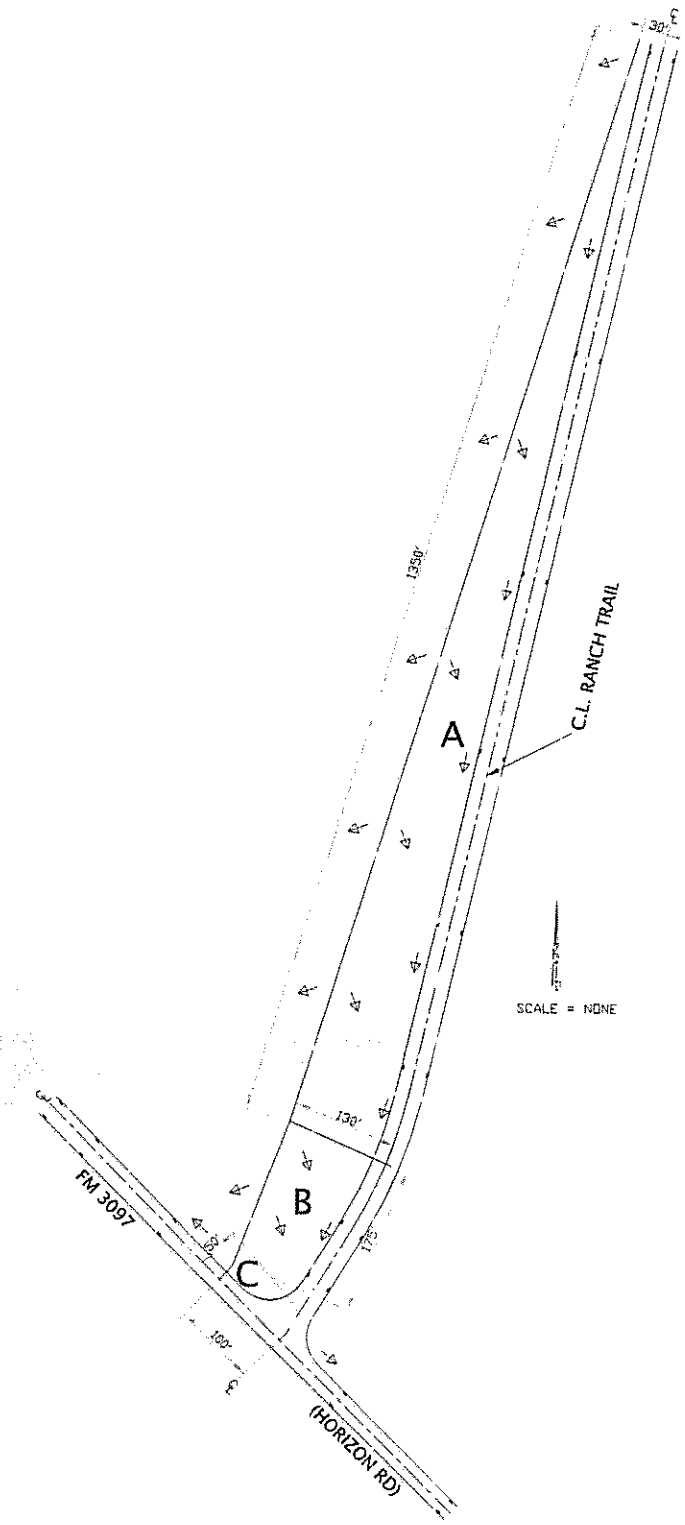 30'
1350'
A
C.L. RANCH TRAIL
SCALE = NONE
130'
B
FM 3097
175'
C
100'
(HORIZON RD)